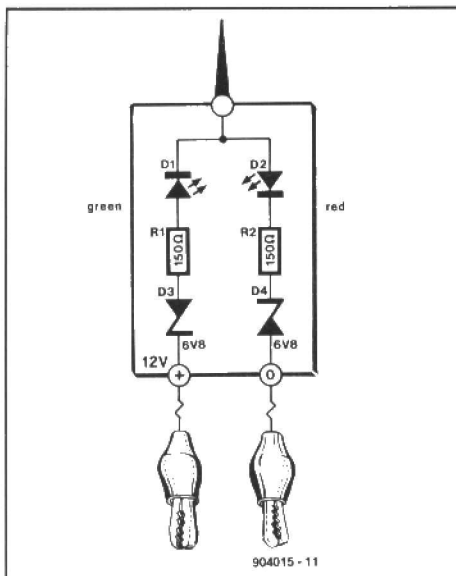 D1
D2
green
red
R1
150Ω
R2
150Ω
D3
D4
6V8
6V8
12V
+
0
904015 - 11